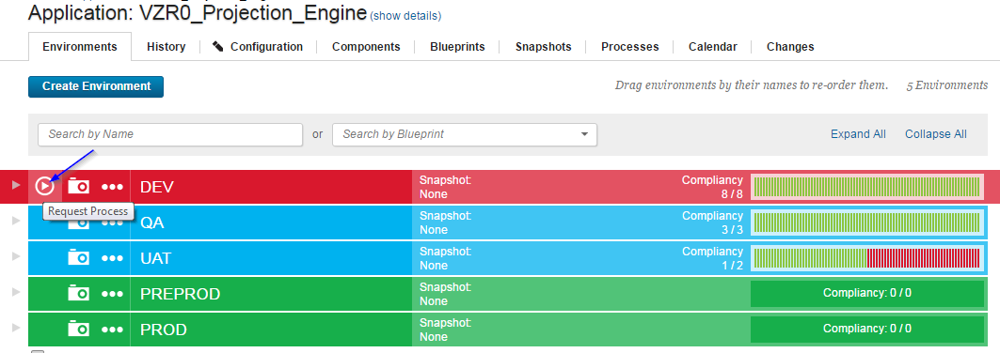 Application: VZR0_Projection_Engine (show details)
Environments History Configuration Components Blueprints Snapshots Processes Calendar Changes
Create Environment Drag environments by their names to re-order them. 5 Environments
Search by Name or Search by Blueprint Expand All Collapse All
DEV Snapshot: Compliancy
None 8 / 8
Request Process
QA Snapshot: Compliancy
None 3 / 3
UAT Snapshot: Compliancy
None 1 / 2
PREPROD Snapshot: Compliancy: 0 / 0
None
PROD Snapshot: Compliancy: 0 / 0
None